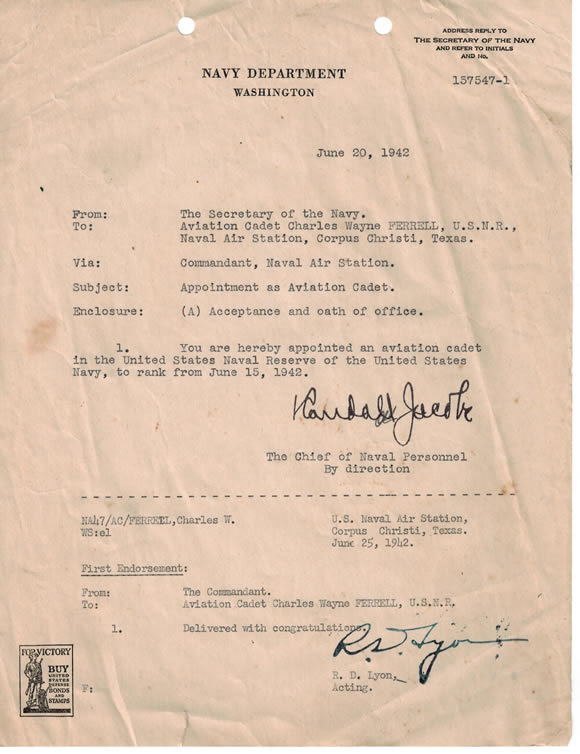 ADDRESS REPLY TO
THE SECRETARY OF THE NAVY
AND REFER TO INITIALS
AND No.
157547-1
NAVY DEPARTMENT
WASHINGTON
June 20, 1942
From: The Secretary of the Navy.
To: Aviation Cadet Charles Wayne FERRELL, U.S.N.R.,
Naval Air Station, Corpus Christi, Texas.
Via: Commandant, Naval Air Station.
Subject: Appointment as Aviation Cadet.
Enclosure: (A) Acceptance and oath of office.
1. You are hereby appointed an aviation cadet
in the United States Naval Reserve of the United States
Navy, to rank from June 15, 1942.
Randall Jacobs
The Chief of Naval Personnel
By direction
NA47/AC/FERRELL,Charles W. U.S. Naval Air Station,
WS:el Corpus Christi, Texas.
June 25, 1942.
First Endorsement:
From: The Commandant.
To: Aviation Cadet Charles Wayne FERRELL, U.S.N.R.
1. Delivered with congratulations.
R. D. Lyon
R. D. Lyon,
Acting.
F:
FOR VICTORY
BUY
UNITED
STATES
DEFENSE
BONDS
AND
STAMPS